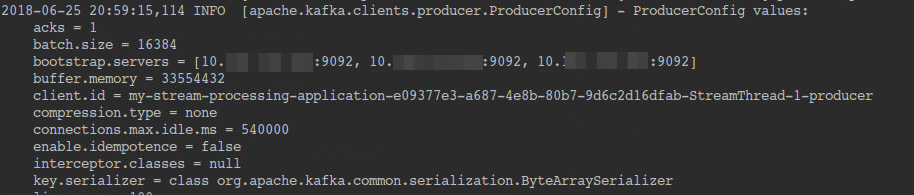 2018-06-25 20:59:15,114 INFO  [apache.kafka.clients.producer.ProducerConfig] - ProducerConfig values:
acks = 1
batch.size = 16384
bootstrap.servers = [10. :9092, 10. :9092, 10. :9092]
buffer.memory = 33554432
client.id = my-stream-processing-application-e09377e3-a687-4e8b-80b7-9d6c2d16dfab-StreamThread-1-producer
compression.type = none
connections.max.idle.ms = 540000
enable.idempotence = false
interceptor.classes = null
key.serializer = class org.apache.kafka.common.serialization.ByteArraySerializer